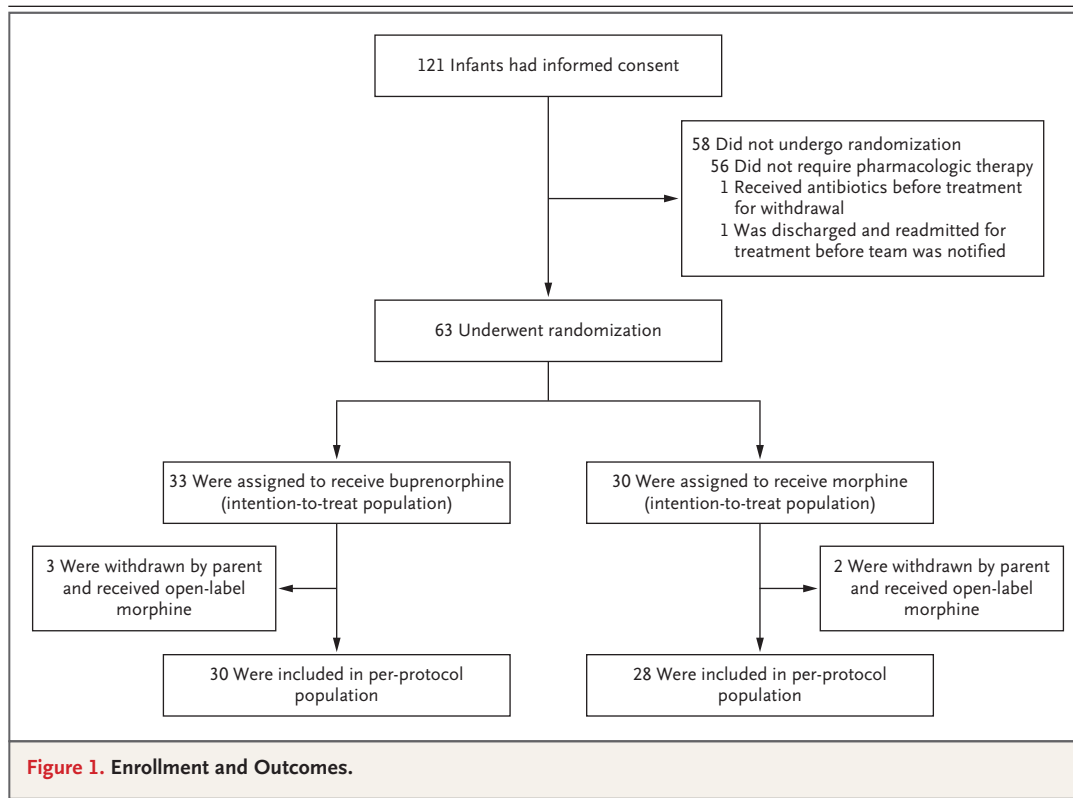 121 Infants had informed consent
58 Did not undergo randomization
56 Did not require pharmacologic therapy
1 Received antibiotics before treatment
for withdrawal
1 Was discharged and readmitted for
treatment before team was notified
63 Underwent randomization
33 Were assigned to receive buprenorphine
(intention-to-treat population)
30 Were assigned to receive morphine
(intention-to-treat population)
3 Were withdrawn by parent
and received open-label
morphine
2 Were withdrawn by parent
and received open-label
morphine
30 Were included in per-protocol
population
28 Were included in per-protocol
population
Figure 1. Enrollment and Outcomes.